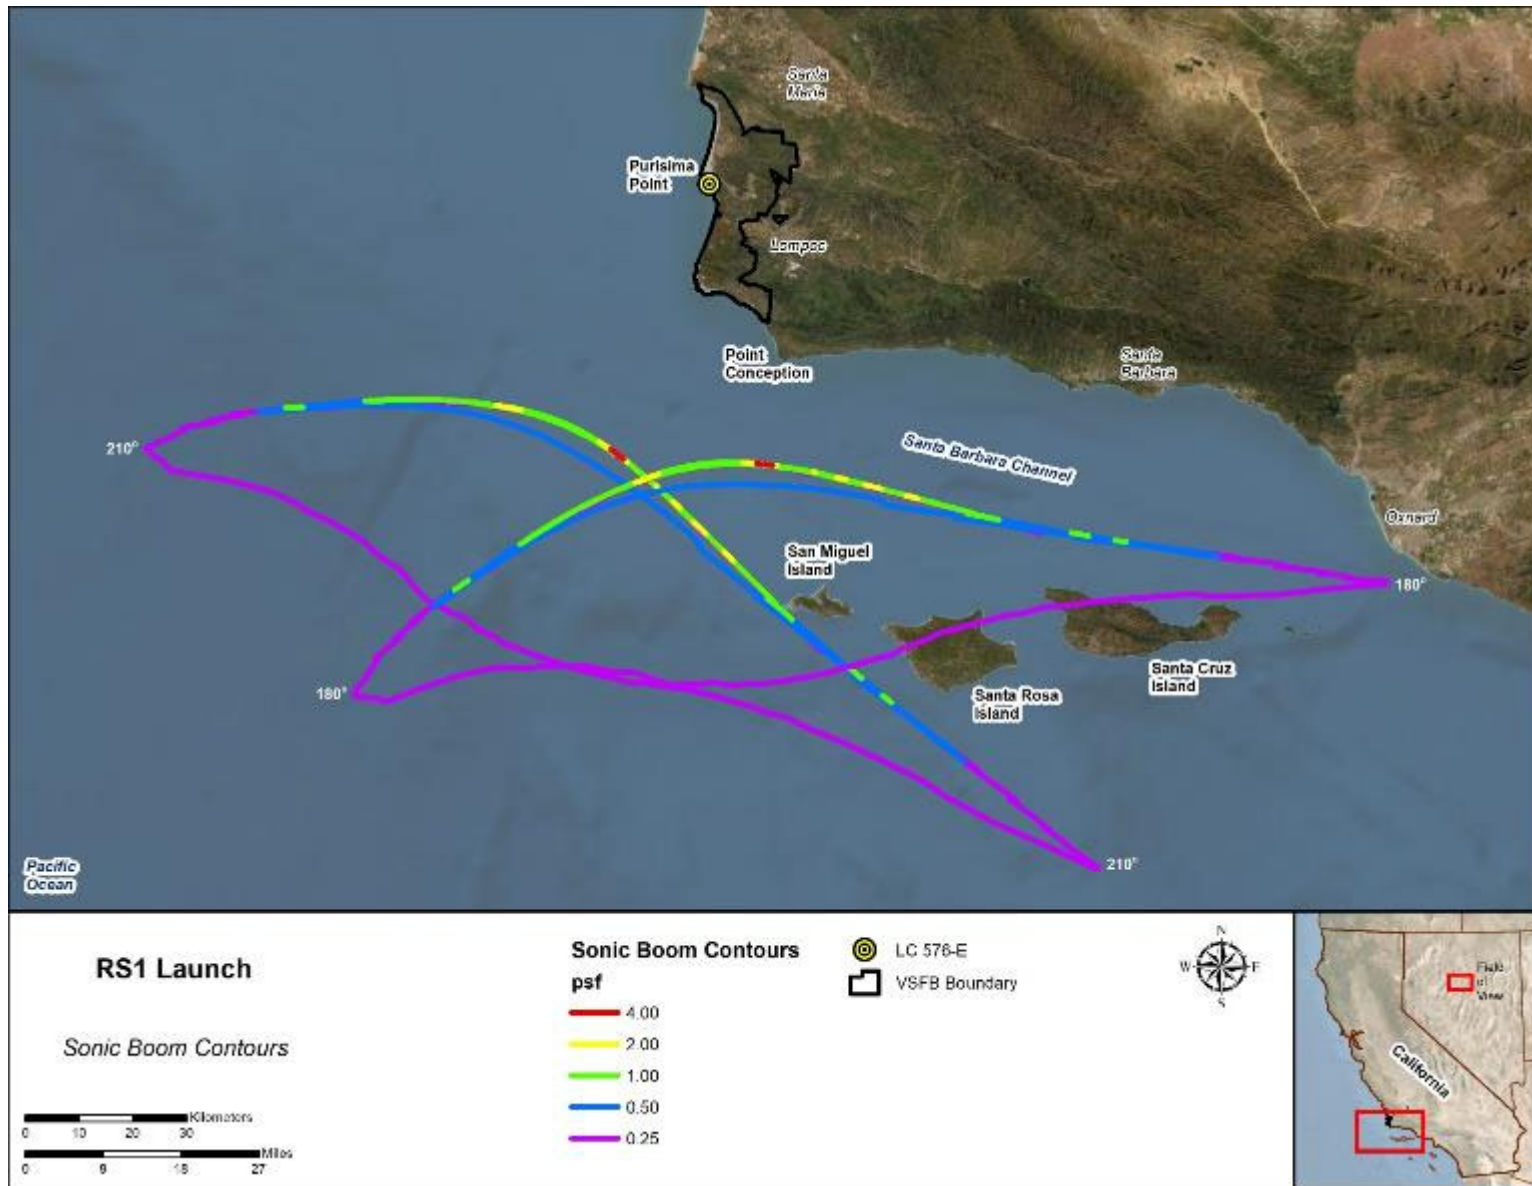 Santa
Maria
Purisima
Point
Lompoc
Point
Conception
Santa
Barbara
210°
Santa Barbara Channel
Oxnard
San Miguel
Island
180°
180°
Santa Cruz
Island
Santa Rosa
Island
210°
Pacific
Ocean
RS1 Launch
Sonic Boom Contours
Kilometers
0 10 20 30
Miles
0 9 18 27
Sonic Boom Contours
psf
4.00
2.00
1.00
0.50
0.25
LC 576-E
VSFB Boundary
N
W E
S
Field
of
View
California